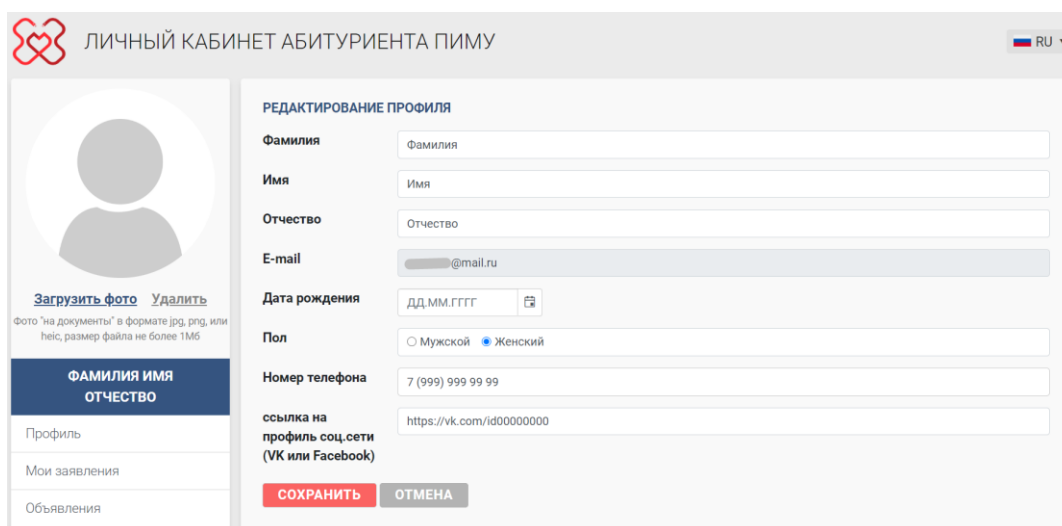 ЛИЧНЫЙ КАБИНЕТ АБИТУРИЕНТА ПИМУ
RU
Загрузить фото Удалить
Фото "на документы" в формате jpg, png, или
heic, размер файла не более 1Мб
ФАМИЛИЯ ИМЯ
ОТЧЕСТВО
Профиль
Мои заявления
Объявления
РЕДАКТИРОВАНИЕ ПРОФИЛЯ
Фамилия Фамилия
Имя Имя
Отчество Отчество
E-mail @mail.ru
Дата рождения ДД.ММ.ГГГГ
Пол Мужской Женский
Номер телефона 7 (999) 999 99 99
ссылка на https://vk.com/id00000000
профиль соц.сети
(VK или Facebook)
СОХРАНИТЬ ОТМЕНА